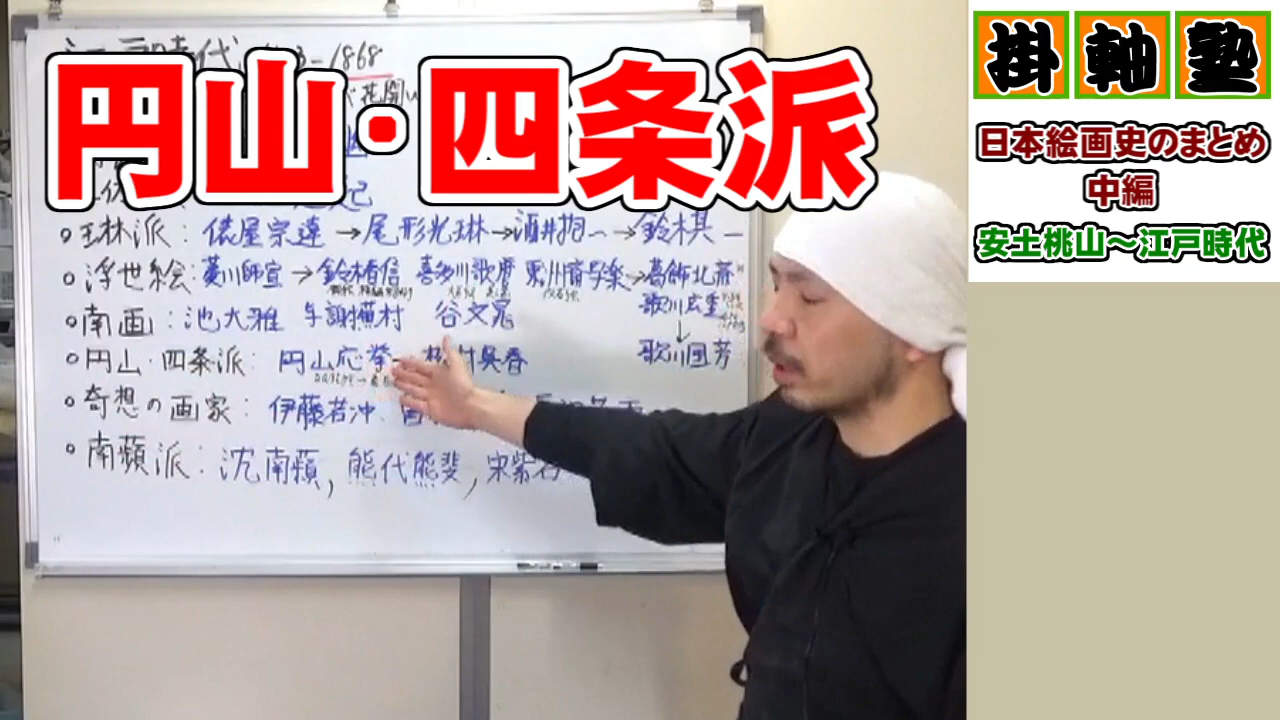 円山・四条派
掛軸塾
日本絵画史のまとめ
中編
安土桃山～江戸時代
時代 -1868
琳派：俵屋宗達→尾形光琳→酒井抱一→鈴木其一
浮世絵：菱川師宣→鈴木春信 喜多川歌麿 東洲斎写楽→葛飾北斎
歌川広重
南画：池大雅 与謝蕪村 谷文晁
↓
円山・四条派：円山応挙 松村呉春 歌川国芳
奇想の画家：伊藤若冲、
南蘋派：沈南蘋, 熊代熊斐, 宋紫石